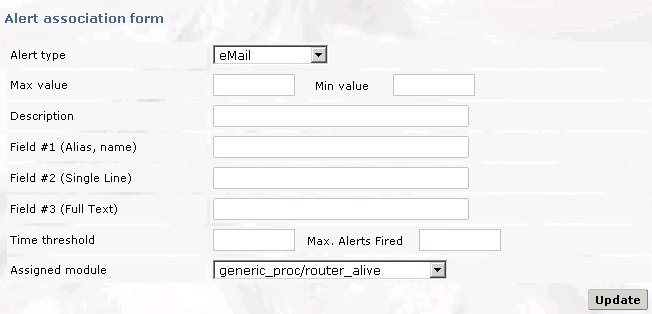 Alert association form
Alert type eMail
Max value Min value
Description
Field #1 (Alias, name)
Field #2 (Single Line)
Field #3 (Full Text)
Time threshold Max. Alerts Fired
Assigned module generic_proc/router_alive
Update